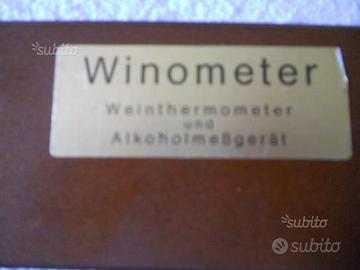 subito
Winometer
Weinthermometer
und
Alkoholmeßgerät
subito
subito